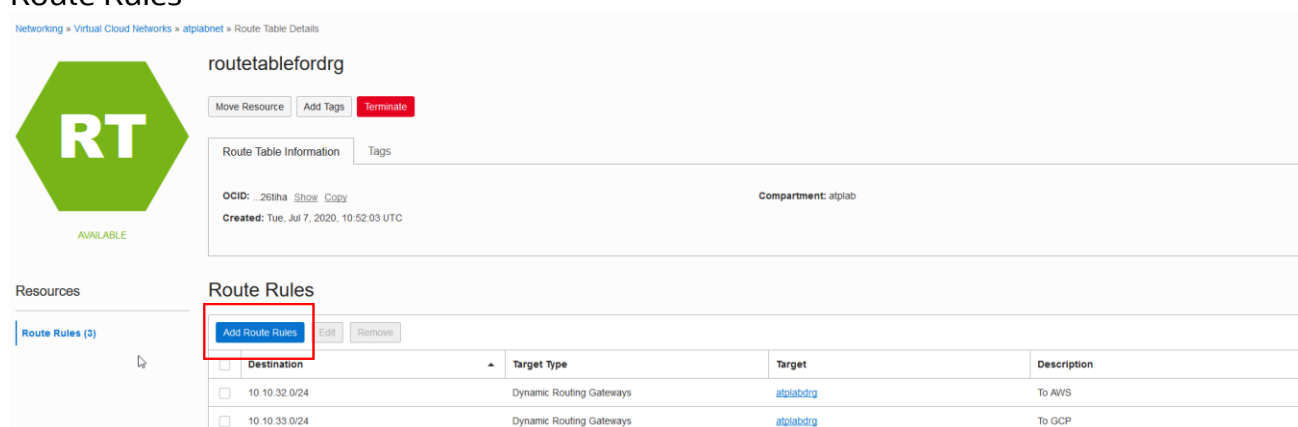 Route Rules
Networking » Virtual Cloud Networks » atplabnet » Route Table Details
RT
AVAILABLE
routetablefordrg
Move Resource Add Tags Terminate
Route Table Information Tags
OCID: ...26tiha Show Copy Compartment: atplab
Created: Tue, Jul 7, 2020, 10:52:03 UTC
Resources
Route Rules (3)
Route Rules
Add Route Rules Edit Remove
Destination Target Type Target Description
10.10.32.0/24 Dynamic Routing Gateways atplabdrg To AWS
10.10.33.0/24 Dynamic Routing Gateways atplabdrg To GCP